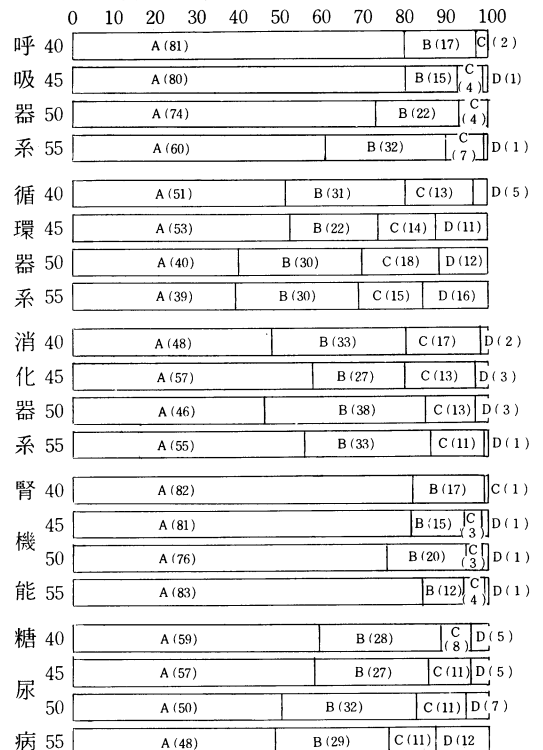 0 10 20 30 40 50 60 70 80 90 100
呼 40 A(81) B(17) C(2)
吸 45 A(80) B(15) C(4) D(1)
器 50 A(74) B(22) C(4)
系 55 A(60) B(32) C(7) D(1)
循 40 A(51) B(31) C(13) D(5)
環 45 A(53) B(22) C(14) D(11)
器 50 A(40) B(30) C(18) D(12)
系 55 A(39) B(30) C(15) D(16)
消 40 A(48) B(33) C(17) D(2)
化 45 A(57) B(27) C(13) D(3)
器 50 A(46) B(38) C(13) D(3)
系 55 A(55) B(33) C(11) D(1)
腎 40 A(82) B(17) C(1)
機 45 A(81) B(15) C(3) D(1)
50 A(76) B(20) C(3) D(1)
能 55 A(83) B(12) C(4) D(1)
糖 40 A(59) B(28) C(8) D(5)
尿 45 A(57) B(27) C(11) D(5)
50 A(50) B(32) C(11) D(7)
病 55 A(48) B(29) C(11) D(12